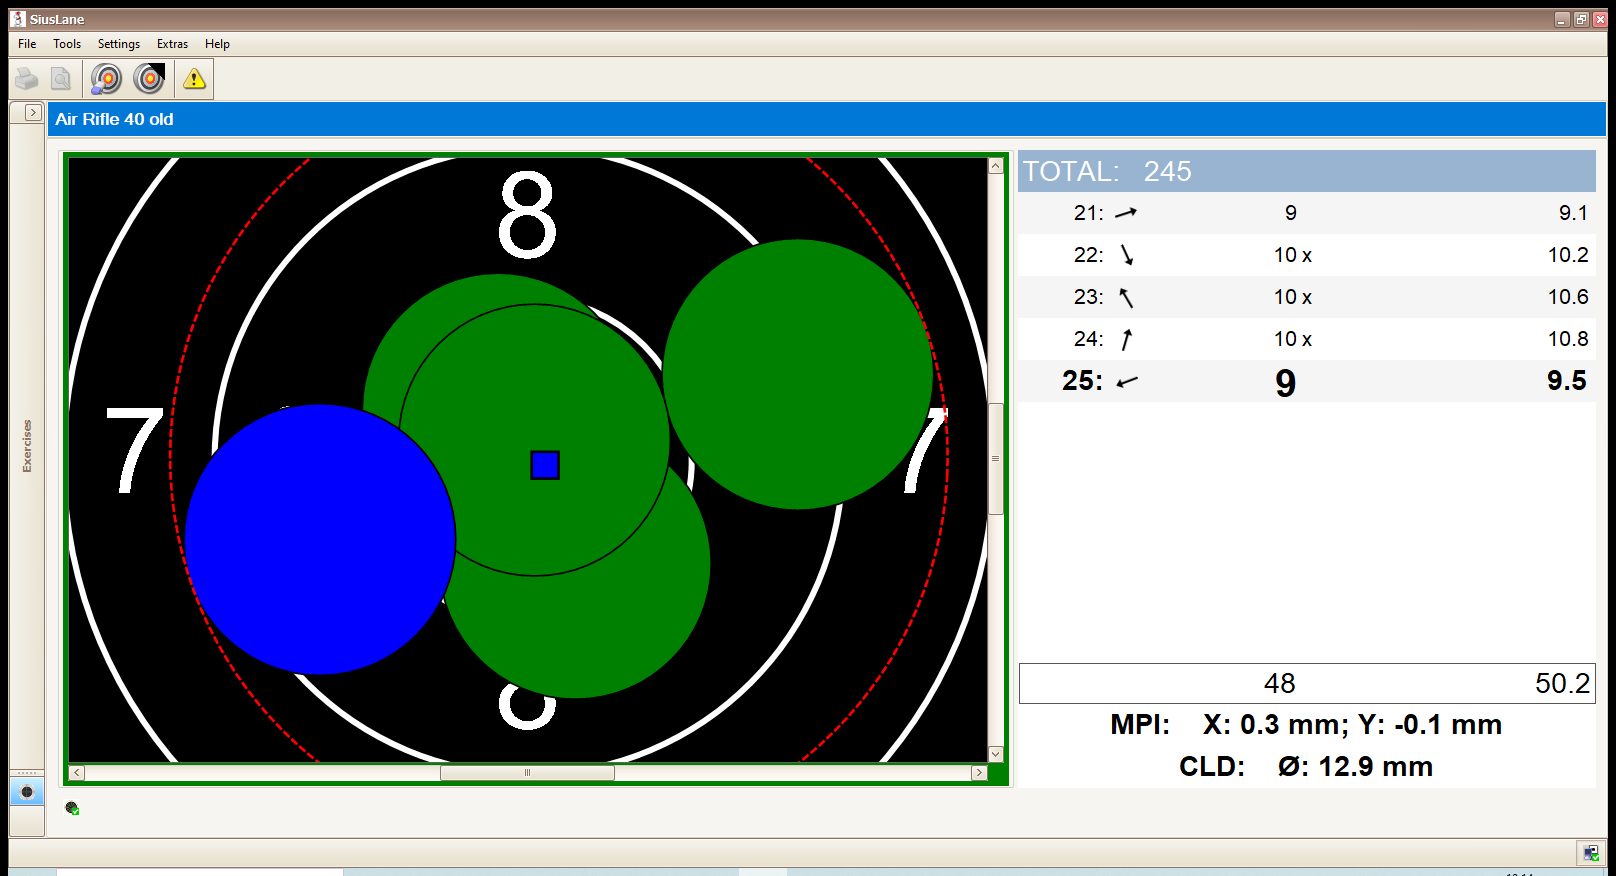 SiusLane
File Tools Settings Extras Help
Air Rifle 40 old
Exercises
8
7 7
TOTAL: 245
21: 9 9.1
22: 10 x 10.2
23: 10 x 10.6
24: 10 x 10.8
25: 9 9.5
48 50.2
MPI: X: 0.3 mm; Y: -0.1 mm
CLD: Ø: 12.9 mm